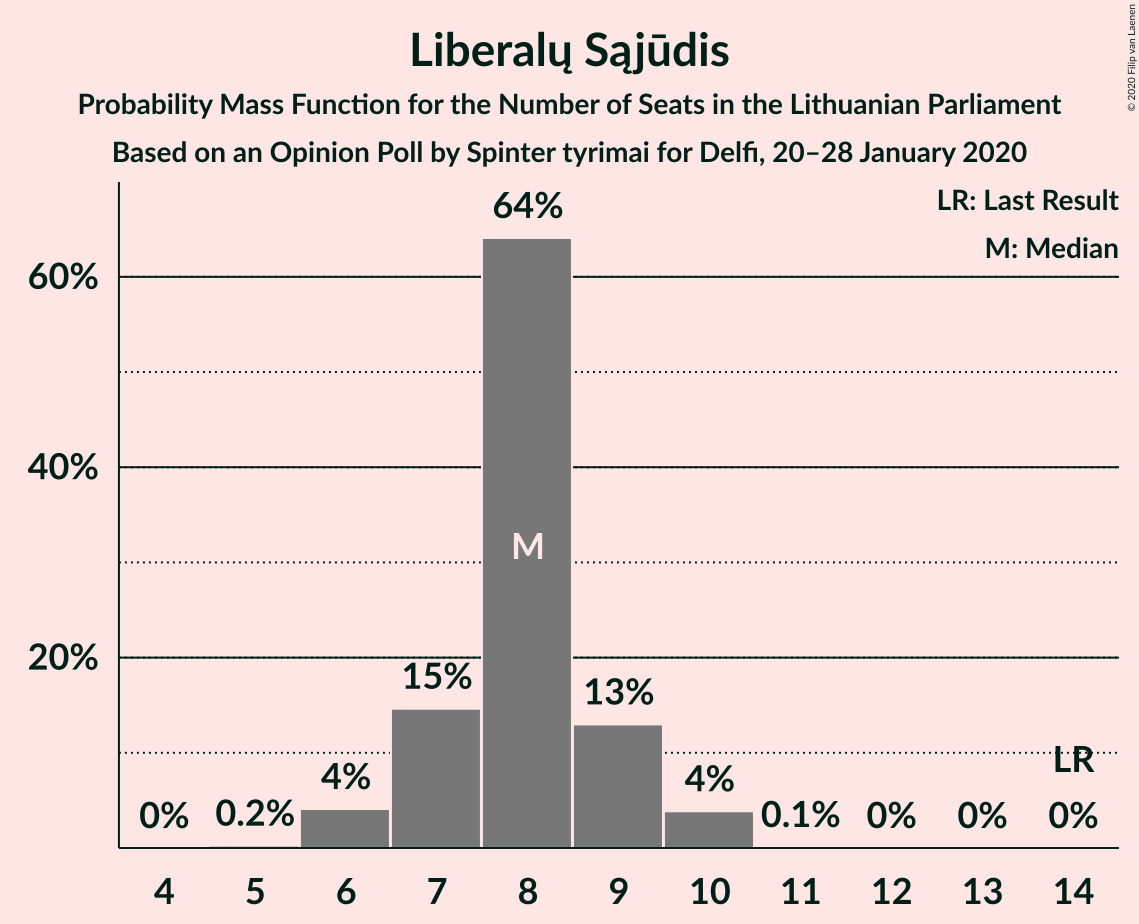 Liberalų Sąjūdis
Probability Mass Function for the Number of Seats in the Lithuanian Parliament
Based on an Opinion Poll by Spinter tyrimai for Delfi, 20–28 January 2020
© 2020 Filip van Laenen
LR: Last Result
M: Median
60%
40%
20%
0%
0.2%
4%
15%
64%
M
13%
4%
0.1%
0%
0%
LR
0%
4 5 6 7 8 9 10 11 12 13 14